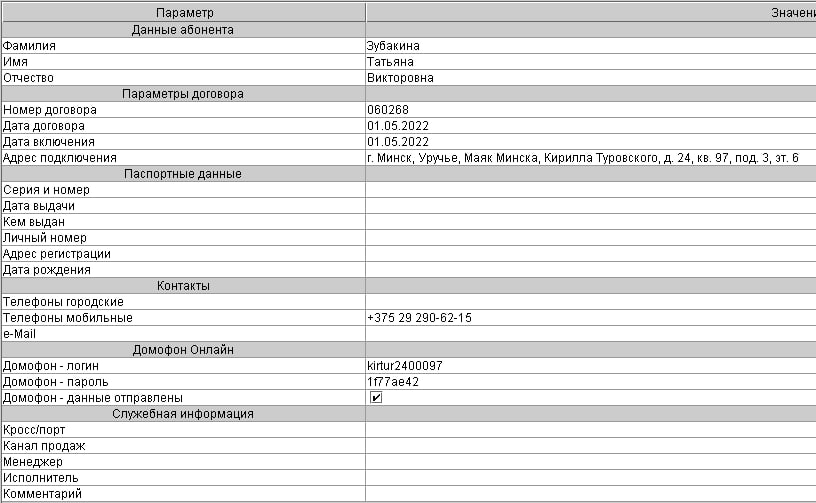 Параметр Значени
Данные абонента
Фамилия Зубакина
Имя Татьяна
Отчество Викторовна
Параметры договора
Номер договора 060268
Дата договора 01.05.2022
Дата включения 01.05.2022
Адрес подключения г. Минск, Уручье, Маяк Минска, Кирилла Туровского, д. 24, кв. 97, под. 3, эт. 6
Паспортные данные
Серия и номер
Дата выдачи
Кем выдан
Личный номер
Адрес регистрации
Дата рождения
Контакты
Телефоны городские
Телефоны мобильные +375 29 290-62-15
e-Mail
Домофон Онлайн
Домофон - логин kirtur2400097
Домофон - пароль 1f77ae42
Домофон - данные отправлены
Служебная информация
Кросс/порт
Канал продаж
Менеджер
Исполнитель
Комментарий